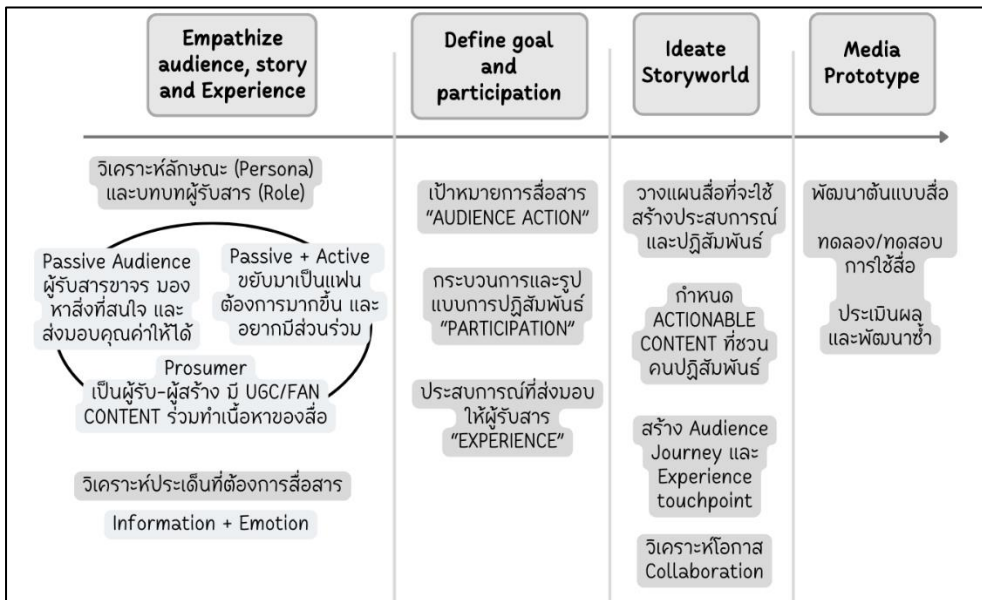 Empathize
audience, story
and Experience
วิเคราะห์ลักษณะ (Persona)
และบทบทผู้รับสาร (Role)
Passive Audience
ผู้รับสารขาจร มอง
หาสิ่งที่สนใจ และ
ส่งมอบคุณค่าให้ได้
Passive + Active
ขยับมาเป็นแฟน
ต้องการมากขึ้น และ
อยากมีส่วนร่วม
Prosumer
เป็นผู้รับ-ผู้สร้าง มี UGC/FAN
CONTENT ร่วมทำเนื้อหาของสื่อ
วิเคราะห์ประเด็นที่ต้องการสื่อสาร
Information + Emotion
Define goal
and
participation
เป้าหมายการสื่อสาร
"AUDIENCE ACTION"
กระบวนการและรูป
แบบการปฏิสัมพันธ์
"PARTICIPATION"
ประสบการณ์ที่ส่งมอบ
ให้ผู้รับสาร
"EXPERIENCE"
Ideate
Storyworld
วางแผนสื่อที่จะใช้
สร้างประสบการณ์
และปฏิสัมพันธ์
กำหนด
ACTIONABLE
CONTENT ที่ชวน
คนปฏิสัมพันธ์
สร้าง Audience
Journey และ
Experience
touchpoint
วิเคราะห์โอกาส
Collaboration
Media
Prototype
พัฒนาต้นแบบสื่อ
ทดลอง/ทดสอบ
การใช้สื่อ
ประเมินผล
และพัฒนาซ้ำ